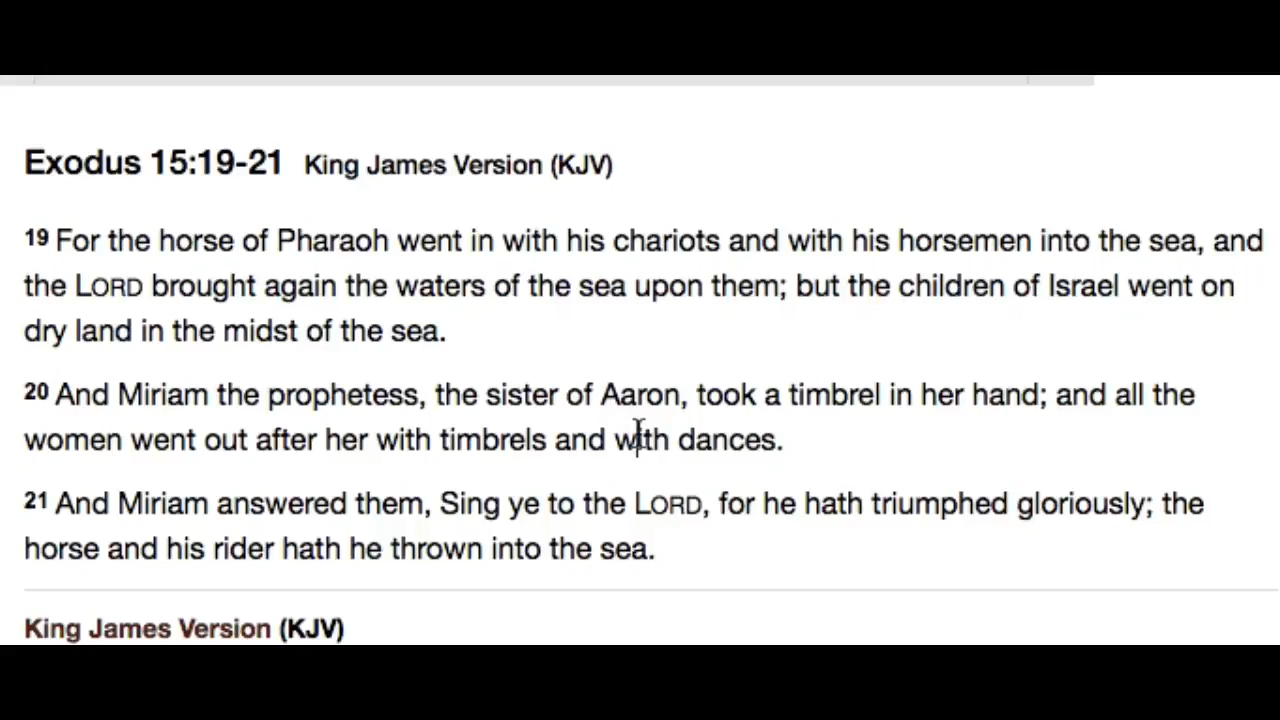 Exodus 15:19-21 King James Version (KJV)
19 For the horse of Pharaoh went in with his chariots and with his horsemen into the sea, and
the LORD brought again the waters of the sea upon them; but the children of Israel went on
dry land in the midst of the sea.
20 And Miriam the prophetess, the sister of Aaron, took a timbrel in her hand; and all the
women went out after her with timbrels and with dances.
21 And Miriam answered them, Sing ye to the LORD, for he hath triumphed gloriously; the
horse and his rider hath he thrown into the sea.
King James Version (KJV)